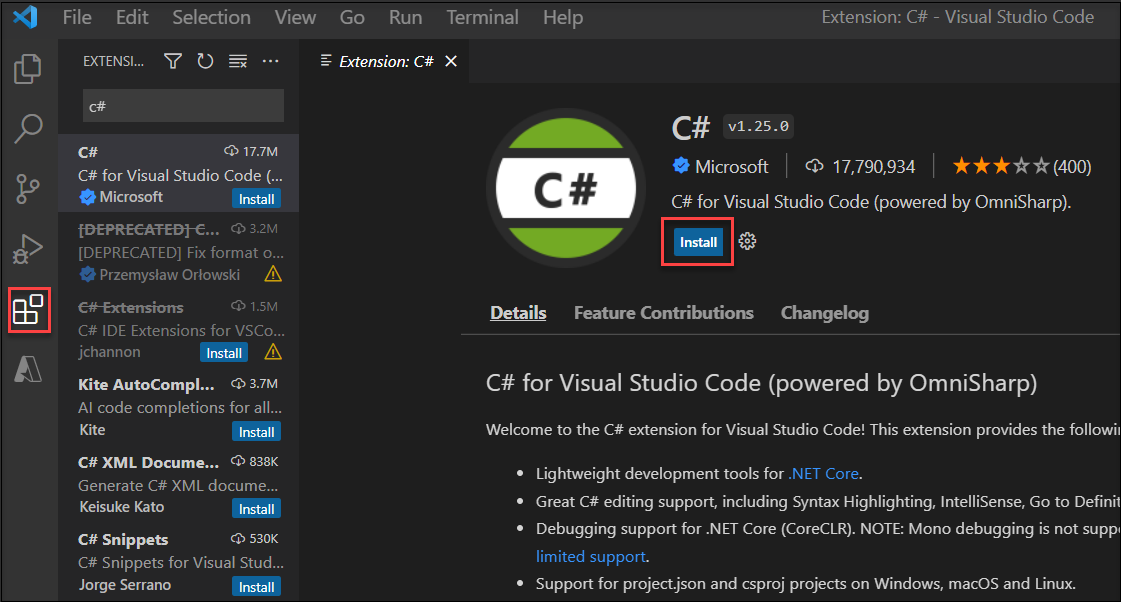 File Edit Selection View Go Run Terminal Help Extension: C# - Visual Studio Code
EXTENSI... ...
c#
C# 17.7M
C# for Visual Studio Code (...
Microsoft Install
[DEPRECATED] C... 3.2M
[DEPRECATED] Fix format o...
Przemysław Orłowski
C# Extensions 1.5M
C# IDE Extensions for VSCo...
jchannon Install
Kite AutoCompl... 3.7M
AI code completions for all...
Kite Install
C# XML Docume... 838K
Generate C# XML docume...
Keisuke Kato Install
C# Snippets 530K
C# Snippets for Visual Stud...
Jorge Serrano Install
Extension: C#
C#
C# v1.25.0
Microsoft 17,790,934 (400)
C# for Visual Studio Code (powered by OmniSharp).
Install
Details Feature Contributions Changelog
C# for Visual Studio Code (powered by OmniSharp)
Welcome to the C# extension for Visual Studio Code! This extension provides the followi
Lightweight development tools for .NET Core.
Great C# editing support, including Syntax Highlighting, IntelliSense, Go to Definit
Debugging support for .NET Core (CoreCLR). NOTE: Mono debugging is not supp
limited support.
Support for project.json and csproj projects on Windows, macOS and Linux.